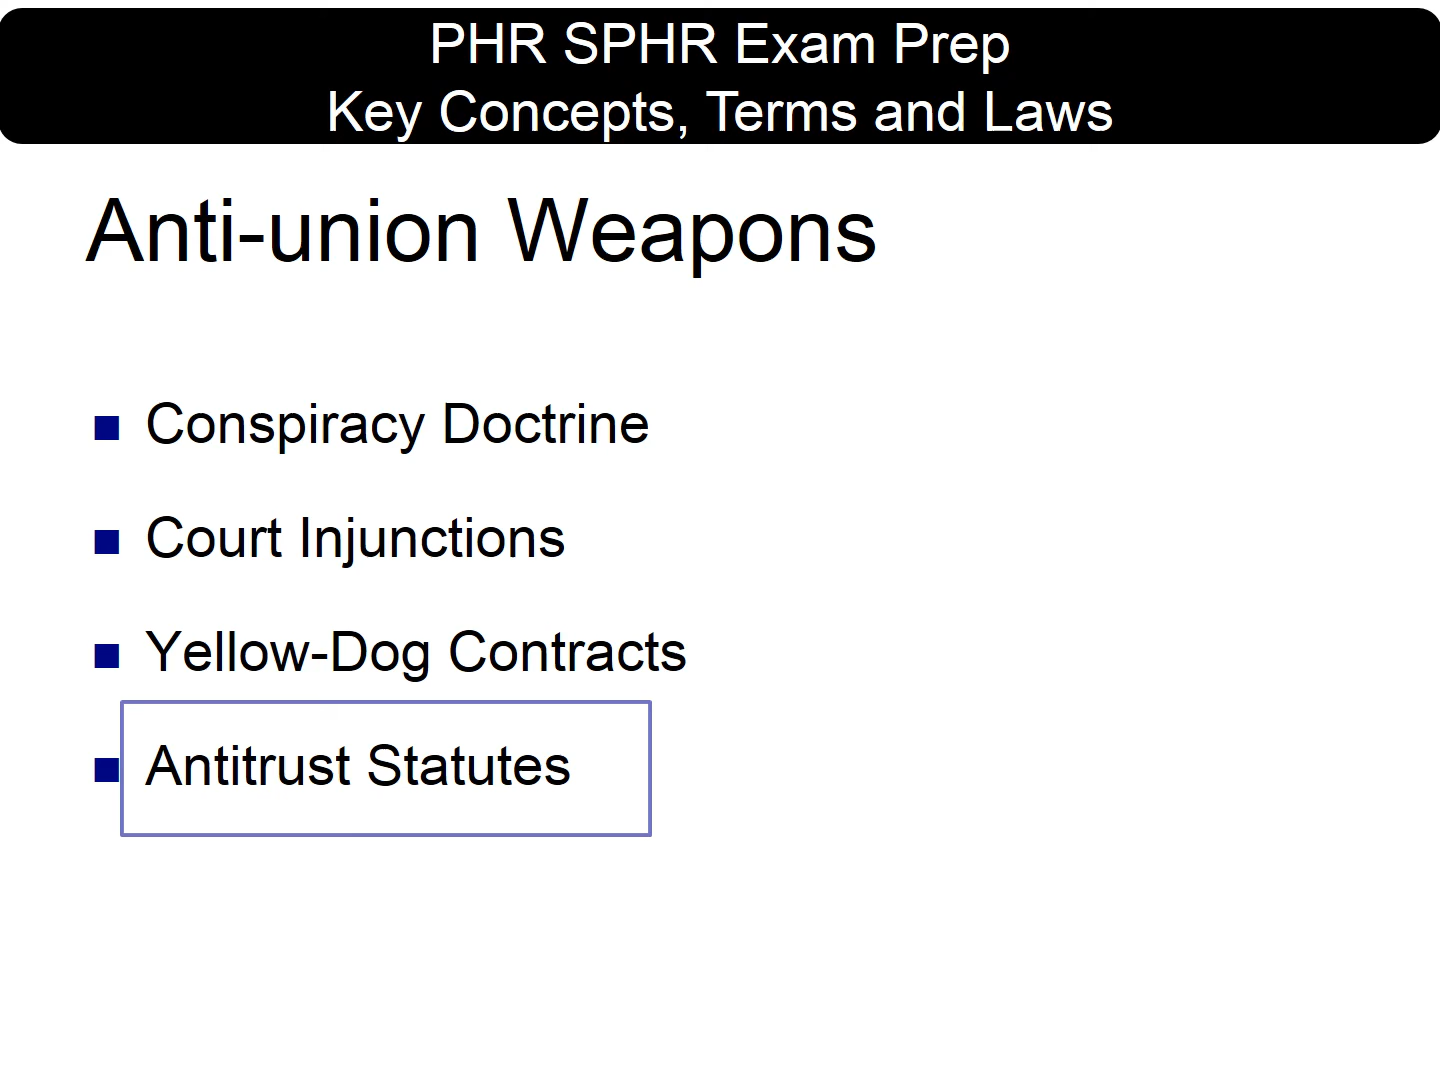 PHR SPHR Exam Prep
Key Concepts, Terms and Laws
Anti-union Weapons
Conspiracy Doctrine
Court Injunctions
Yellow-Dog Contracts
Antitrust Statutes